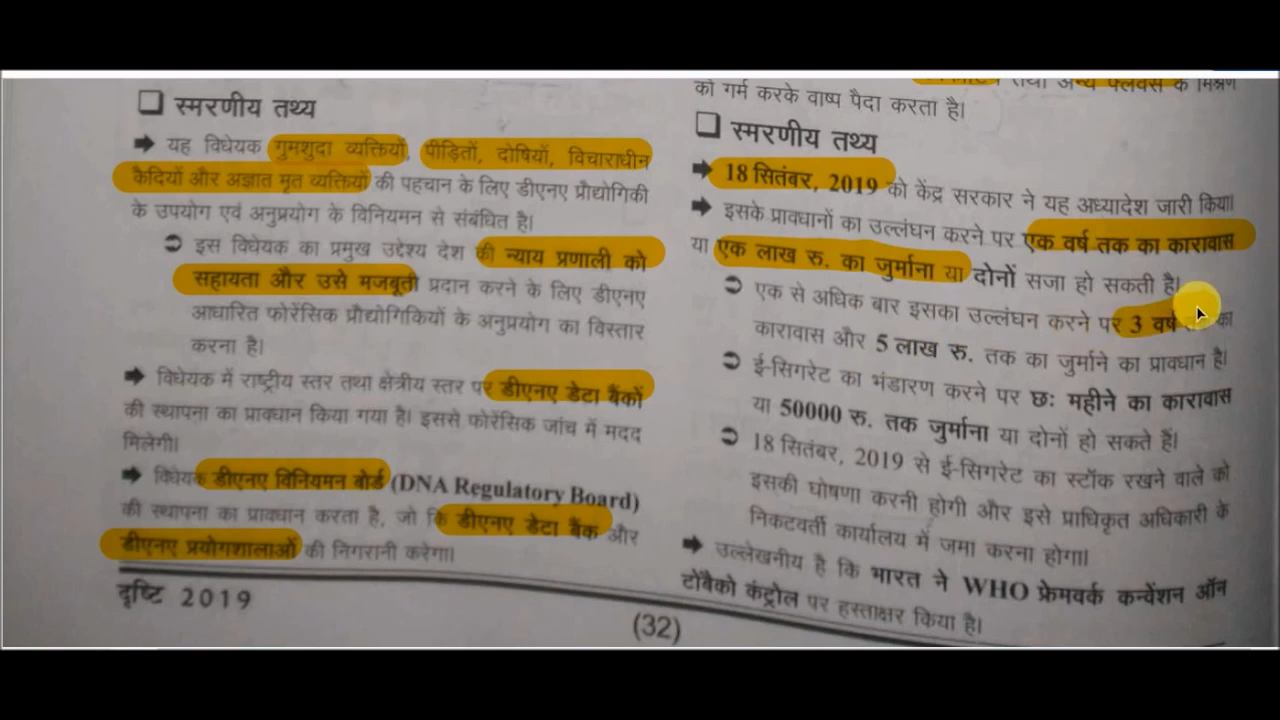 ❑ स्मरणीय तथ्य
➡ यह विधेयक गुमशुदा व्यक्तियों, पीड़ितों, दोषियों, विचाराधीन
कैदियों और अज्ञात मृत व्यक्तियों की पहचान के लिए डीएनए प्रौद्योगिकी
के उपयोग एवं अनुप्रयोग के विनियमन से संबंधित है।
➲ इस विधेयक का प्रमुख उद्देश्य देश की न्याय प्रणाली को
सहायता और उसे मजबूती प्रदान करने के लिए डीएनए
आधारित फोरेंसिक प्रौद्योगिकियों के अनुप्रयोग का विस्तार
करना है।
➡ विधेयक में राष्ट्रीय स्तर तथा क्षेत्रीय स्तर पर डीएनए डेटा बैंकों
की स्थापना का प्रावधान किया गया है। इससे फोरेंसिक जांच में मदद
मिलेगी।
➡ विधेयक डीएनए विनियमन बोर्ड (DNA Regulatory Board)
की स्थापना का प्रावधान करता है, जो कि डीएनए डेटा बैंक और
डीएनए प्रयोगशालाओं की निगरानी करेगा।
दृष्टि 2019
(32)
तथा अन्य फ्लेवर्स के मिश्रण
को गर्म करके वाष्प पैदा करता है।
❑ स्मरणीय तथ्य
➡ 18 सितंबर, 2019 को केंद्र सरकार ने यह अध्यादेश जारी किया।
➡ इसके प्रावधानों का उल्लंघन करने पर एक वर्ष तक का कारावास
या एक लाख रु. का जुर्माना या दोनों सजा हो सकती है।
➲ एक से अधिक बार इसका उल्लंघन करने पर 3 वर्ष का
कारावास और 5 लाख रु. तक का जुर्माने का प्रावधान है।
➲ ई-सिगरेट का भंडारण करने पर छः महीने का कारावास
या 50000 रु. तक जुर्माना या दोनों हो सकते हैं।
➲ 18 सितंबर, 2019 से ई-सिगरेट का स्टॉक रखने वाले को
इसकी घोषणा करनी होगी और इसे प्राधिकृत अधिकारी के
निकटवर्ती कार्यालय में जमा करना होगा।
➡ उल्लेखनीय है कि भारत ने WHO फ्रेमवर्क कन्वेंशन ऑन
टोबैको कंट्रोल पर हस्ताक्षर किया है।